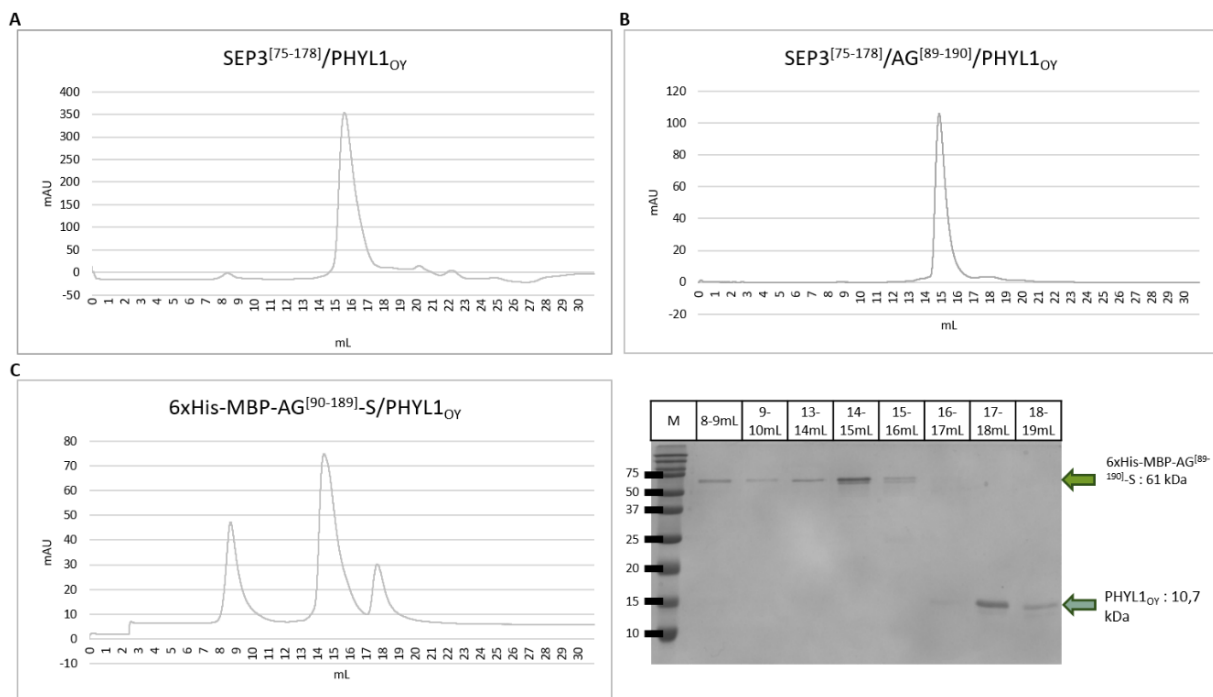 A
SEP3[75-178]/PHYL1OY
400
350
300
250
200
150
100
50
0
-50
mAU
0 1 2 3 4 5 6 7 8 9 10 11 12 13 14 15 16 17 18 19 20 21 22 23 24 25 26 27 28 29 30
mL
B
SEP3[75-178]/AG[89-190]/PHYL1OY
120
100
80
60
40
20
0
-20
mAU
0 1 2 3 4 5 6 7 8 9 10 11 12 13 14 15 16 17 18 19 20 21 22 23 24 25 26 27 28 29 30
mL
C
6xHis-MBP-AG[90-189]-S/PHYL1OY
80
70
60
50
40
30
20
10
0
-10
mAU
0 1 2 3 4 5 6 7 8 9 10 11 12 13 14 15 16 17 18 19 20 21 22 23 24 25 26 27 28 29 30
mL
M 8-9mL 9-10mL 13-14mL 14-15mL 15-16mL 16-17mL 17-18mL 18-19mL
75
50
37
25
20
15
10
6xHis-MBP-AG[89-
190]-S : 61 kDa
PHYL1OY : 10,7
kDa